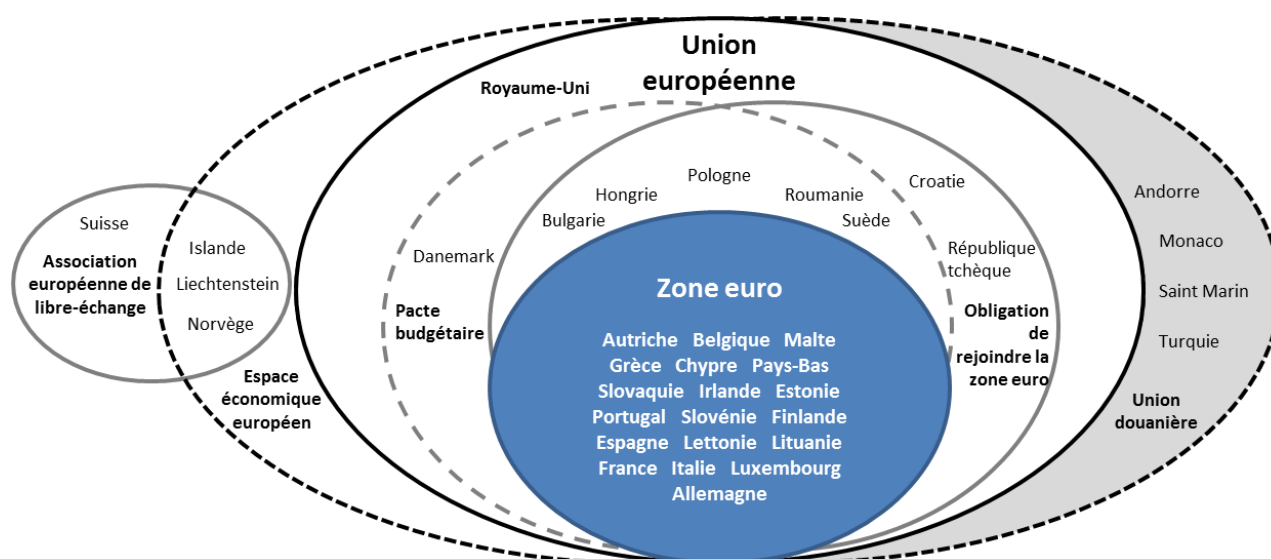 Union
européenne
Royaume-Uni
Pologne
Croatie
Hongrie
Roumanie
Bulgarie
Suède
Danemark
République
tchèque
Suisse
Association
européenne de
libre-échange
Islande
Liechtenstein
Norvège
Espace
économique
européen
Pacte
budgétaire
Zone euro
Autriche Belgique Malte
Grèce Chypre Pays-Bas
Slovaquie Irlande Estonie
Portugal Slovénie Finlande
Espagne Lettonie Lituanie
France Italie Luxembourg
Allemagne
Obligation
de
rejoindre la
zone euro
Andorre
Monaco
Saint Marin
Turquie
Union
douanière